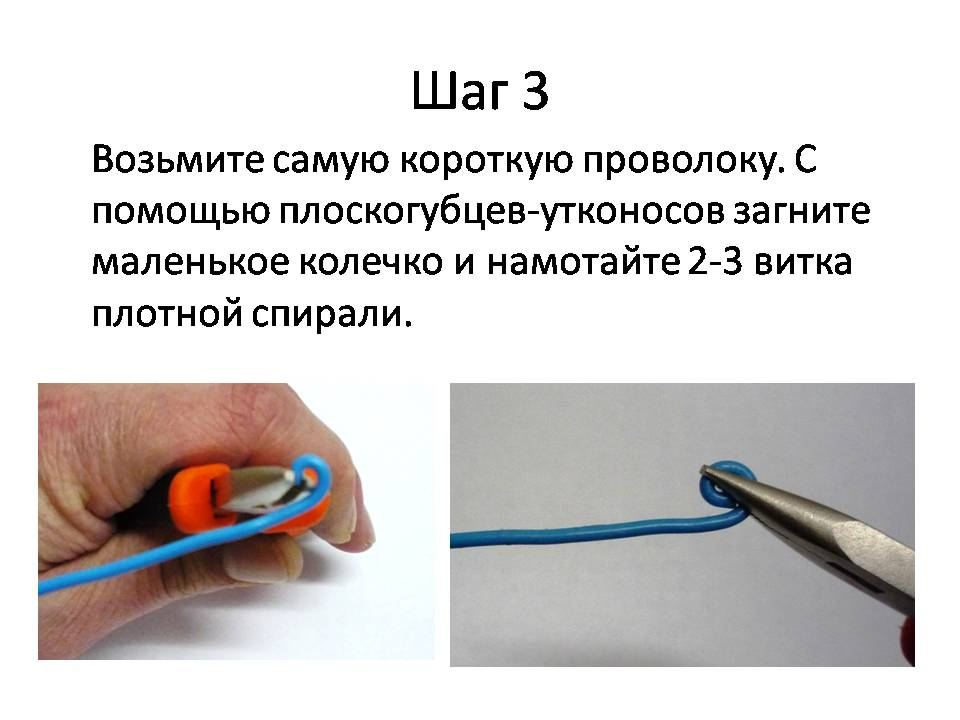 Шаг 3
Возьмите самую короткую проволоку. С
помощью плоскогубцев-утконосов загните
маленькое колечко и намотайте 2-3 витка
плотной спирали.